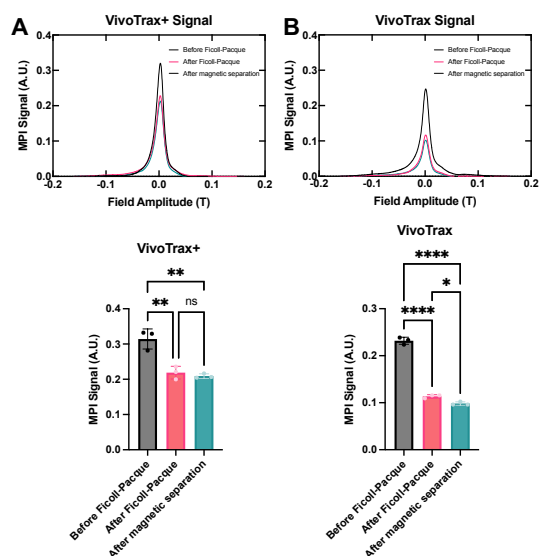 A
VivoTrax+ Signal
MPI Signal (A.U.)
0.4
0.3
0.2
0.1
0.0
-0.2
-0.1
0.0
0.1
0.2
Field Amplitude (T)
Before Ficoll-Pacque
After Ficoll-Pacque
After magnetic separation
B
VivoTrax Signal
MPI Signal (A.U.)
0.4
0.3
0.2
0.1
0.0
-0.2
-0.1
0.0
0.1
0.2
Field Amplitude (T)
Before Ficoll-Pacque
After Ficoll-Pacque
After magnetic separation
VivoTrax+
MPI Signal (A.U.)
0.4
0.3
0.2
0.1
0.0
**
**
ns
Before Ficoll-Pacque
After Ficoll-Pacque
After magnetic separation
VivoTrax
MPI Signal (A.U.)
0.3
0.2
0.1
0.0
****
*
****
Before Ficoll-Pacque
After Ficoll-Pacque
After magnetic separation